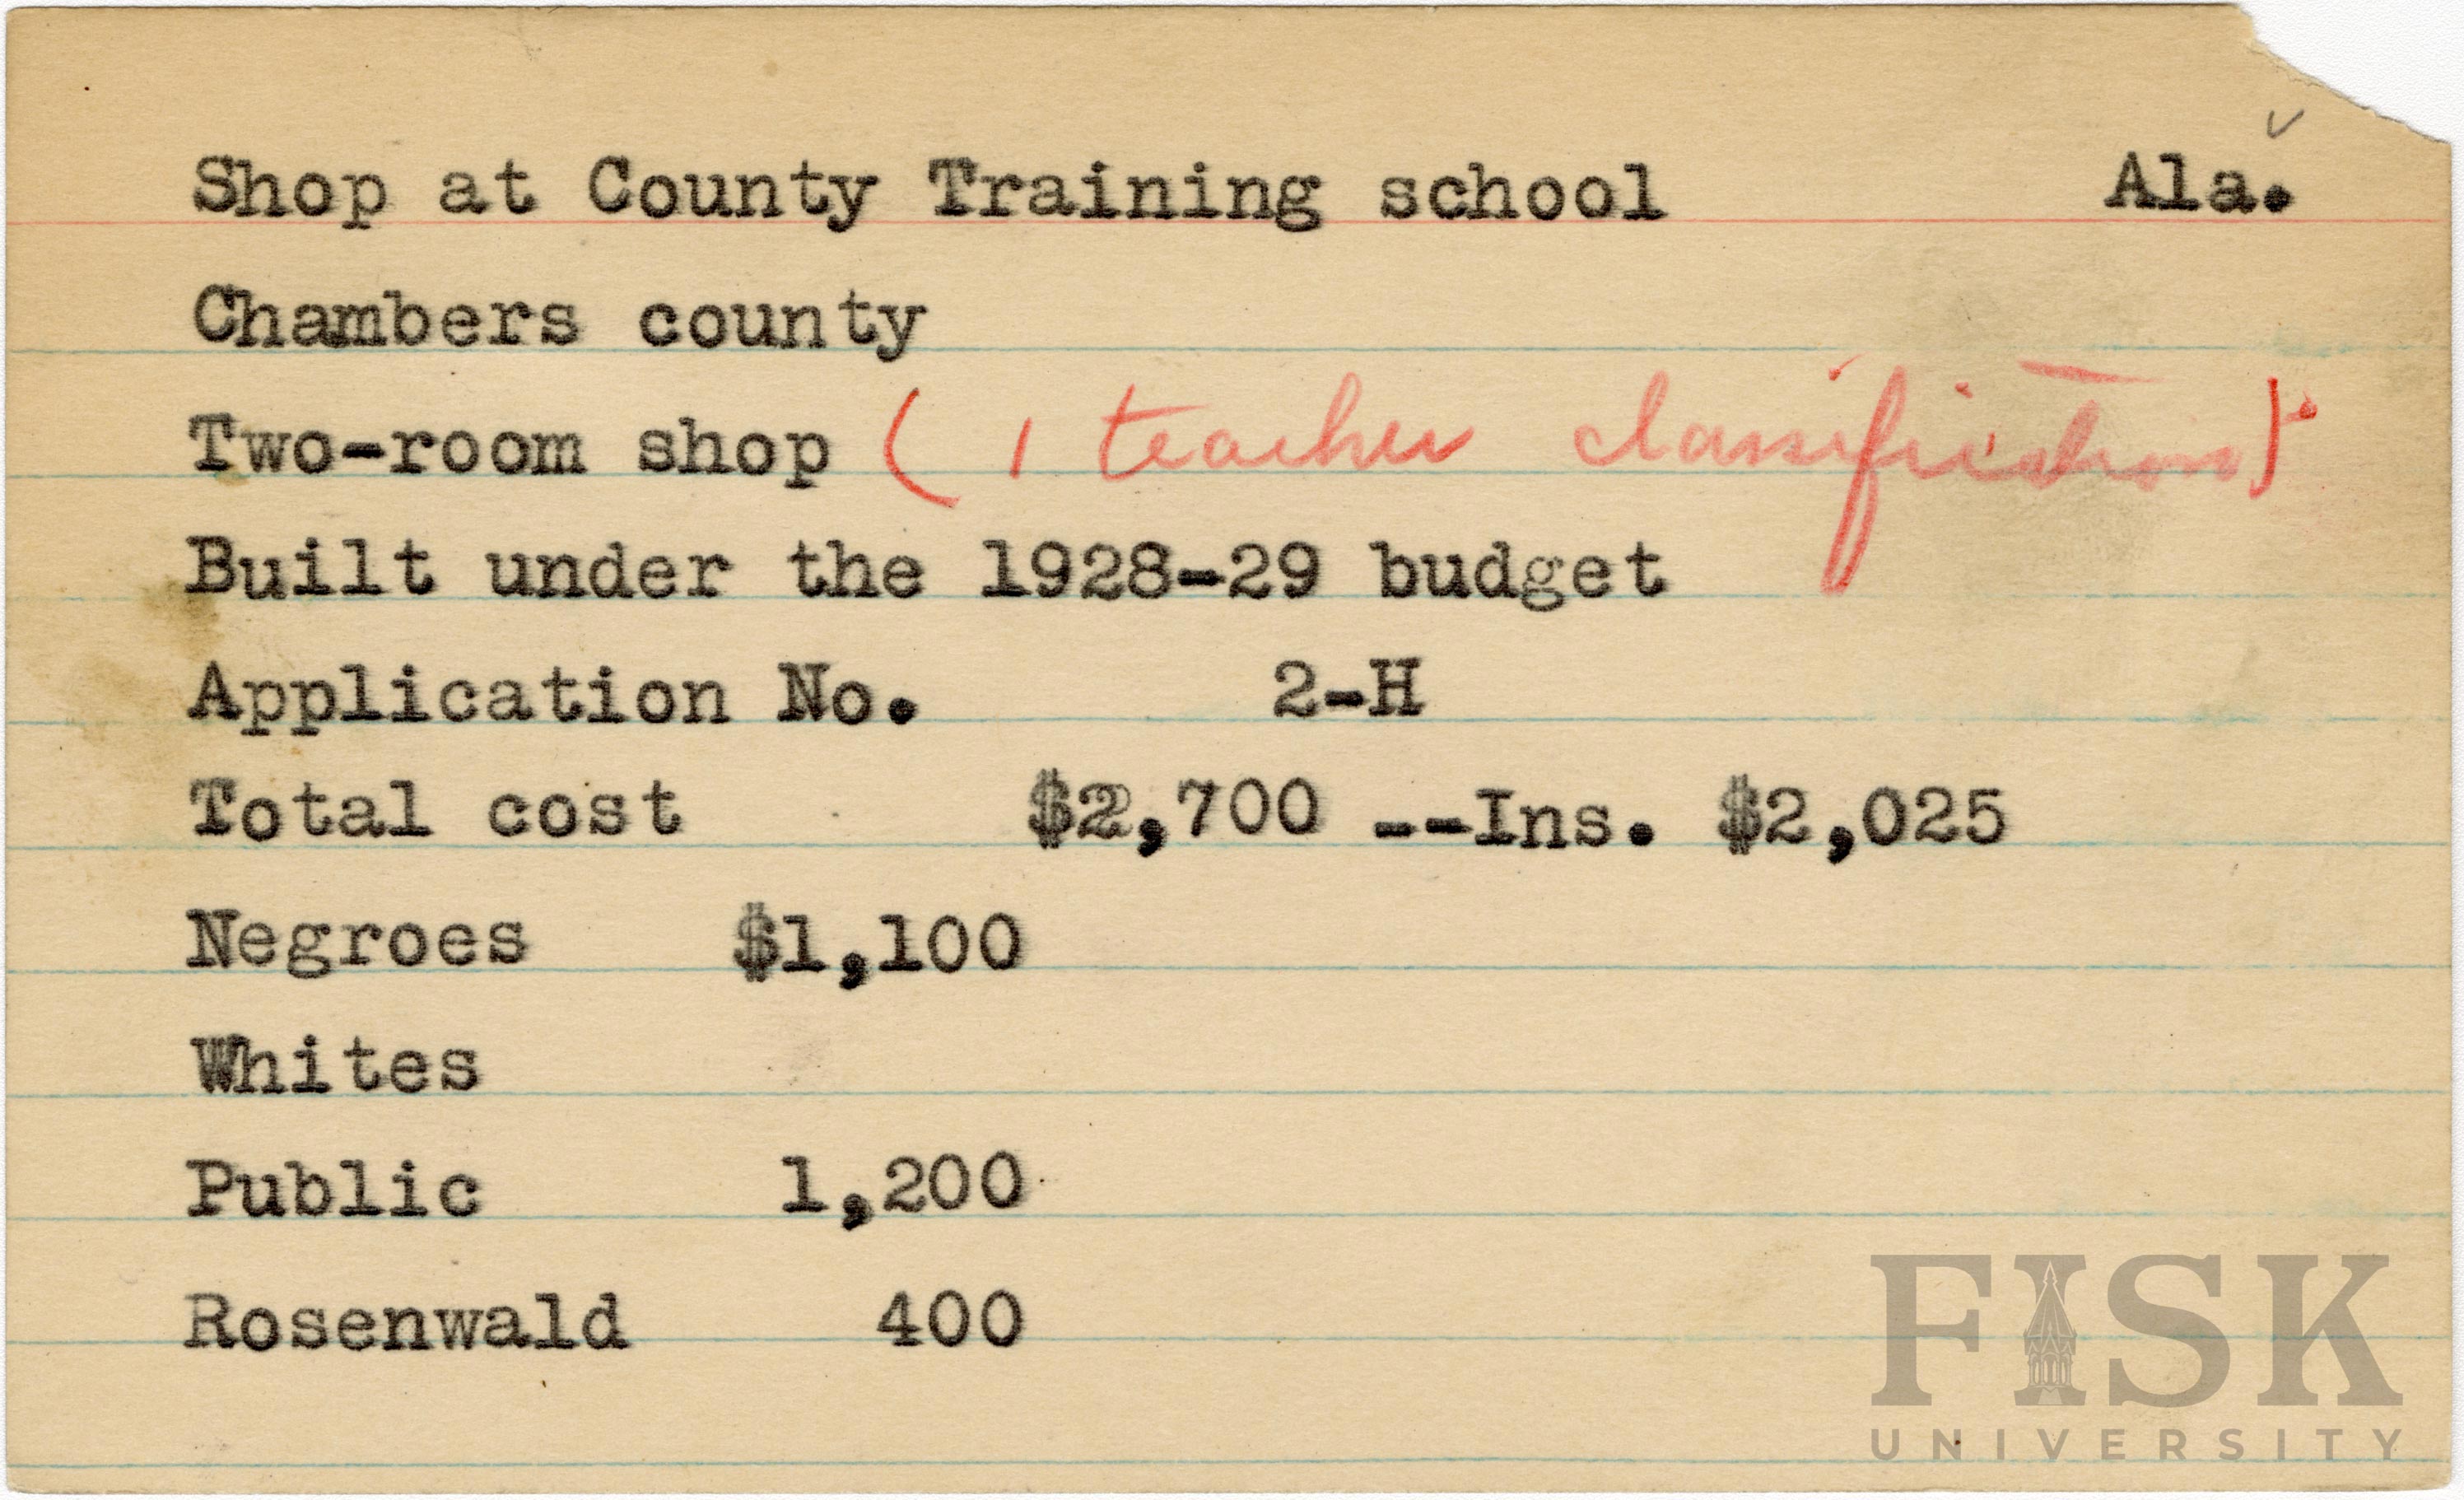 Shop at County Training school Ala.
Chambers county
Two-room shop ( 1 teacher classification)
Built under the 1928-29 budget
Application No. 2-H
Total cost $2,700 --Ins. $2,025
Negroes $1,100
Whites
Public 1,200
Rosenwald 400
FISK
UNIVERSITY